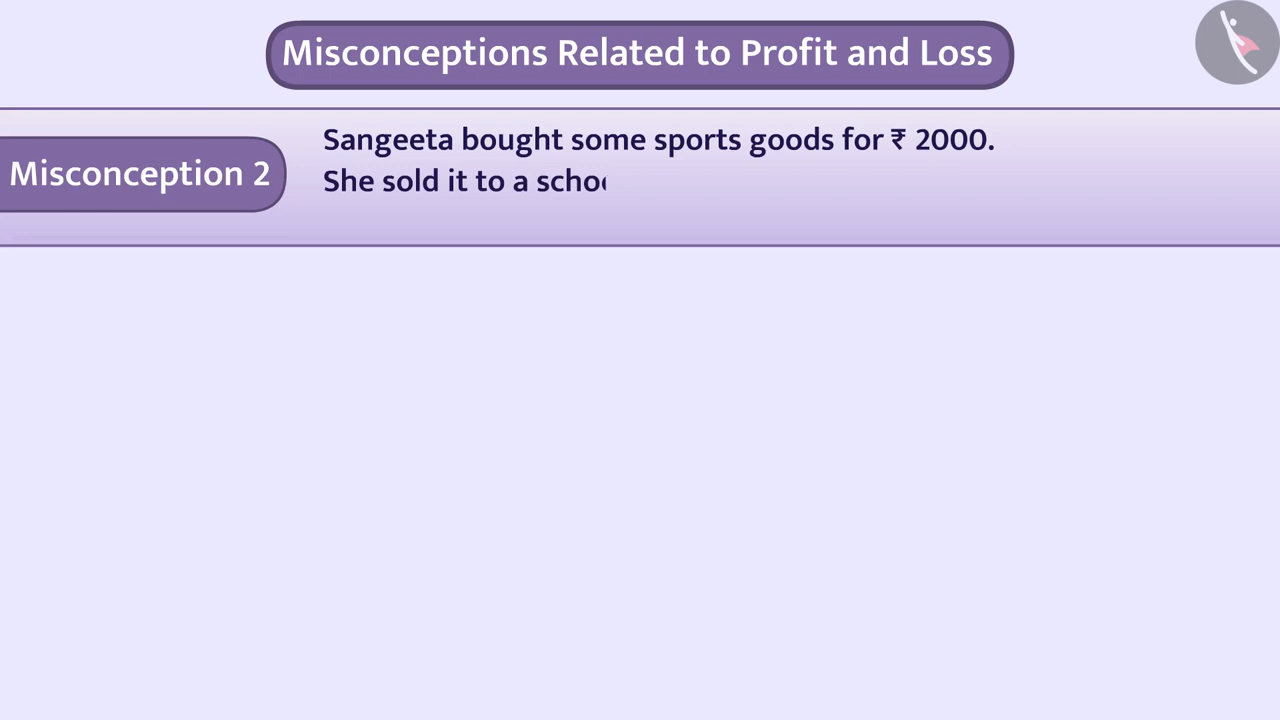 Misconceptions Related to Profit and Loss
Misconception 2
Sangeeta bought some sports goods for ₹ 2000.
She sold it to a